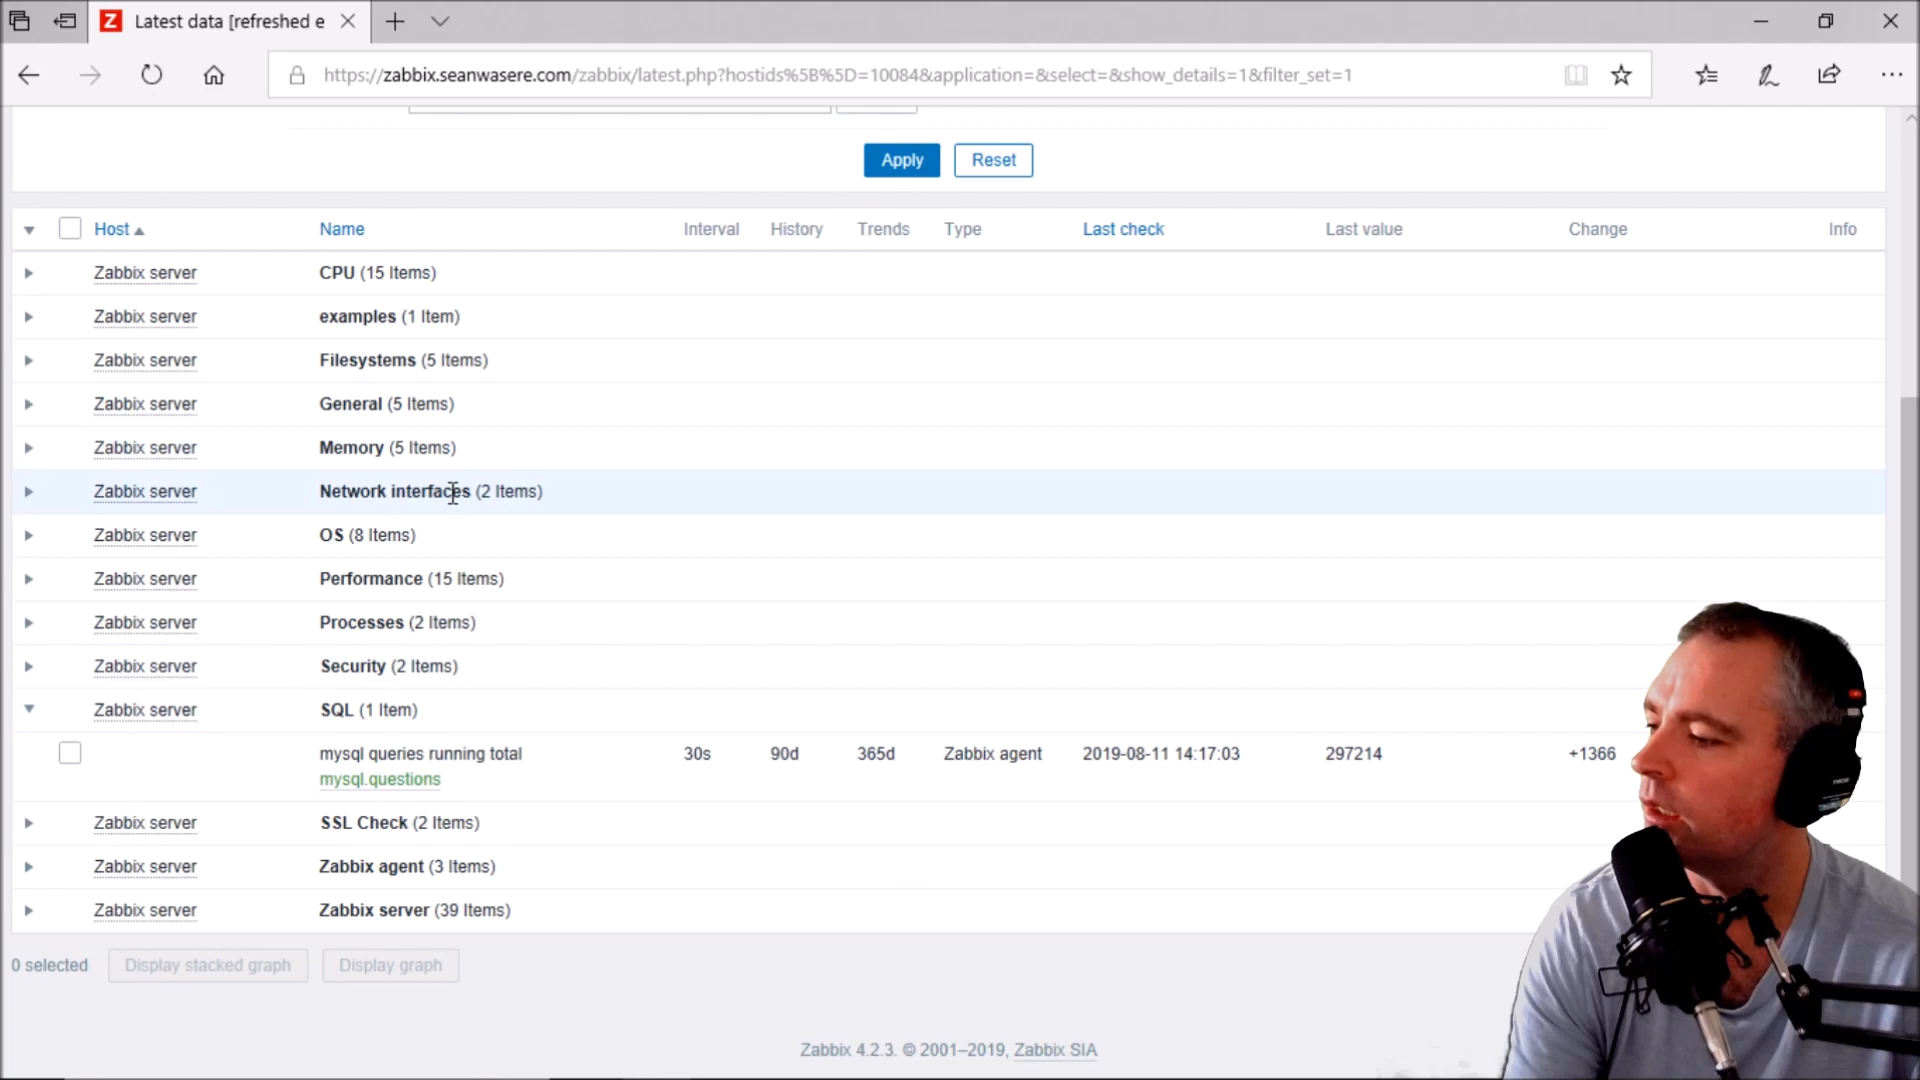 Z Latest data [refreshed e
https://zabbix.seanwasere.com/zabbix/latest.php?hostids%5B%5D=10084&application=&select=&show_details=1&filter_set=1
Apply Reset
Host Name Interval History Trends Type Last check Last value Change Info
Zabbix server CPU (15 Items)
Zabbix server examples (1 Item)
Zabbix server Filesystems (5 Items)
Zabbix server General (5 Items)
Zabbix server Memory (5 Items)
Zabbix server Network interfaces (2 Items)
Zabbix server OS (8 Items)
Zabbix server Performance (15 Items)
Zabbix server Processes (2 Items)
Zabbix server Security (2 Items)
Zabbix server SQL (1 Item)
mysql queries running total 30s 90d 365d Zabbix agent 2019-08-11 14:17:03 297214 +1366
mysql.questions
Zabbix server SSL Check (2 Items)
Zabbix server Zabbix agent (3 Items)
Zabbix server Zabbix server (39 Items)
0 selected Display stacked graph Display graph
Zabbix 4.2.3. © 2001–2019, Zabbix SIA